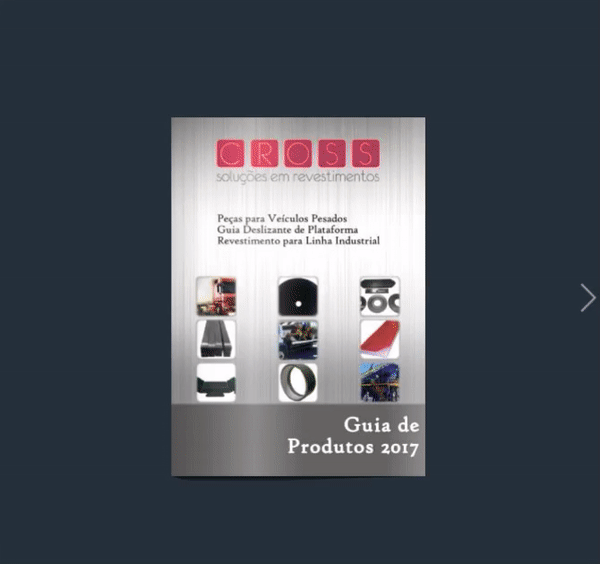 CROSS
soluções em revestimentos
Peças para Veículos Pesados
Guia Deslizante de Plataforma
Revestimento para Linha Industrial
Guia de
Produtos 2017